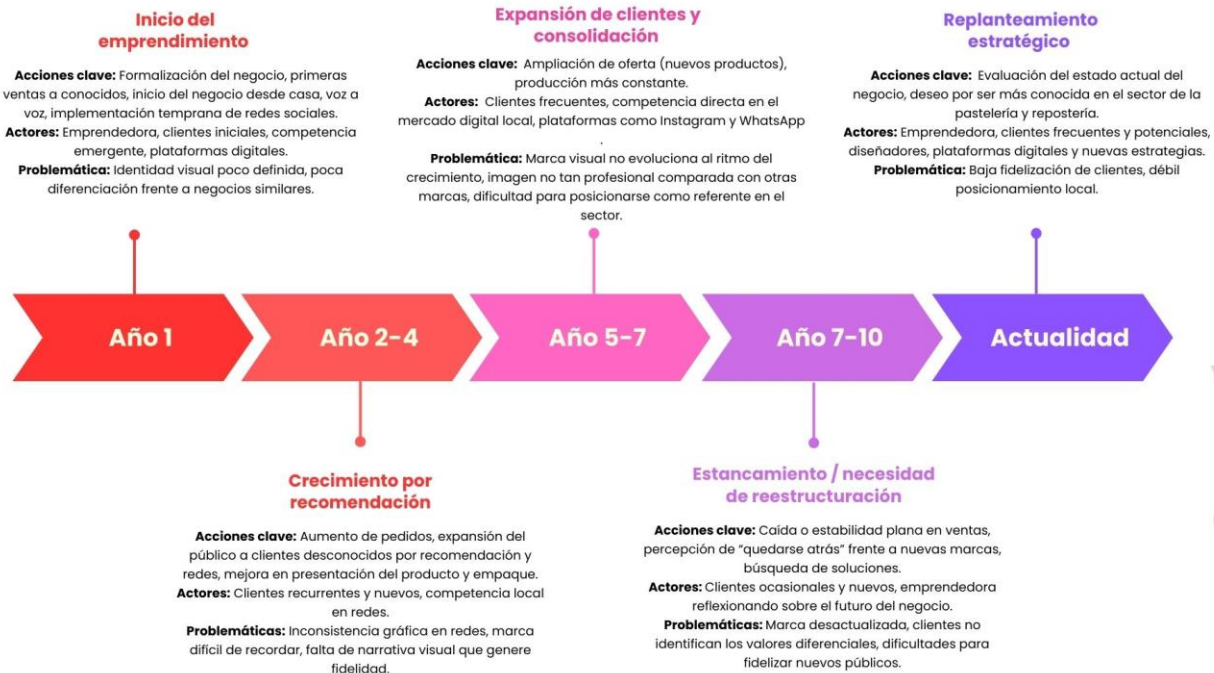 Inicio del
emprendimiento
Acciones clave: Formalización del negocio, primeras
ventas a conocidos, inicio del negocio desde casa, voz a
voz, implementación temprana de redes sociales.
Actores: Emprendedora, clientes iniciales, competencia
emergente, plataformas digitales.
Problemática: Identidad visual poco definida, poca
diferenciación frente a negocios similares.
Expansión de clientes y
consolidación
Acciones clave: Ampliación de oferta (nuevos productos),
producción más constante.
Actores: Clientes frecuentes, competencia directa en el
mercado digital local, plataformas como Instagram y WhatsApp
.
Problemática: Marca visual no evoluciona al ritmo del
crecimiento, imagen no tan profesional comparada con otras
marcas, dificultad para posicionarse como referente en el
sector.
Replanteamiento
estratégico
Acciones clave: Evaluación del estado actual del
negocio, deseo por ser más conocida en el sector de la
pastelería y repostería.
Actores: Emprendedora, clientes frecuentes y potenciales,
diseñadores, plataformas digitales y nuevas estrategias.
Problemática: Baja fidelización de clientes, débil
posicionamiento local.
Año 1
Año 2-4
Año 5-7
Año 7-10
Actualidad
Crecimiento por
recomendación
Acciones clave: Aumento de pedidos, expansión del
público a clientes desconocidos por recomendación y
redes, mejora en presentación del producto y empaque.
Actores: Clientes recurrentes y nuevos, competencia local
en redes.
Problemáticas: Inconsistencia gráfica en redes, marca
difícil de recordar, falta de narrativa visual que genere
fidelidad.
Estancamiento / necesidad
de reestructuración
Acciones clave: Caída o estabilidad plana en ventas,
percepción de "quedarse atrás" frente a nuevas marcas,
búsqueda de soluciones.
Actores: Clientes ocasionales y nuevos, emprendedora
reflexionando sobre el futuro del negocio.
Problemáticas: Marca desactualizada, clientes no
identifican los valores diferenciales, dificultades para
fidelizar nuevos públicos.